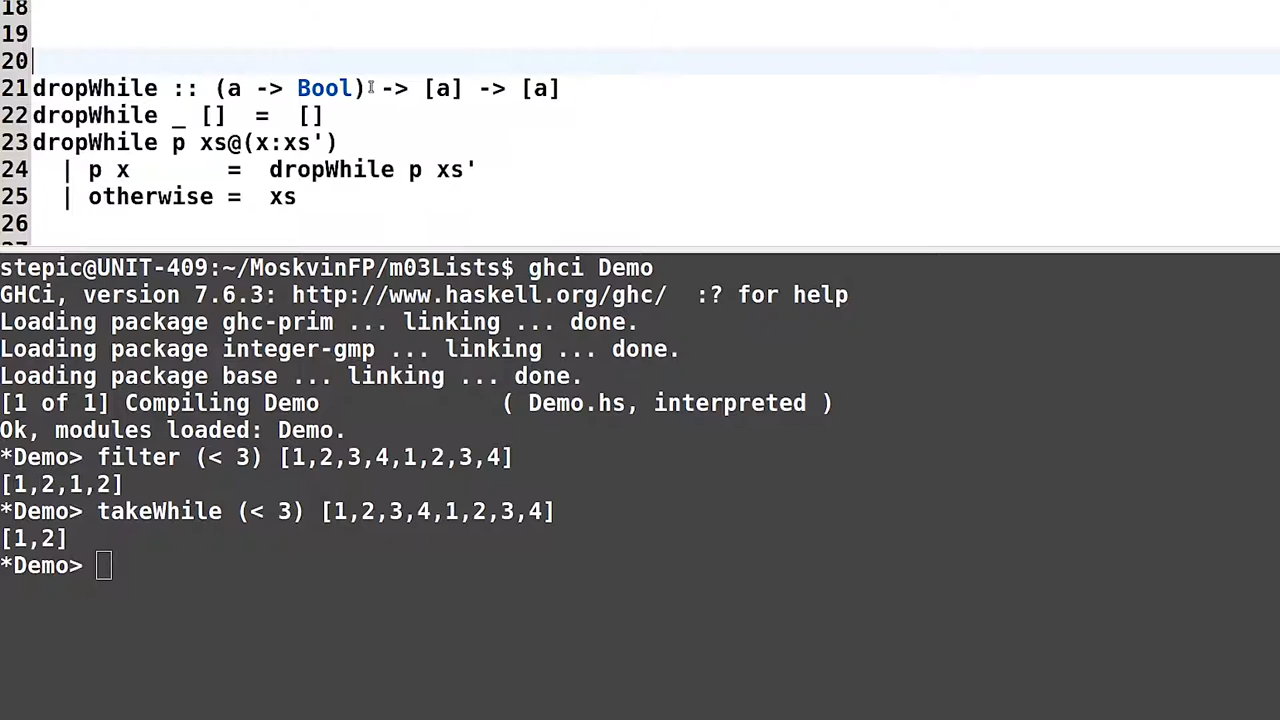 18
19
20
21 dropWhile :: (a -> Bool) -> [a] -> [a]
22 dropWhile _ []  =  []
23 dropWhile p xs@(x:xs')
24   | p x       =  dropWhile p xs'
25   | otherwise =  xs
26
stepic@UNIT-409:~/MoskvinFP/m03Lists$ ghci Demo
GHCi, version 7.6.3: http://www.haskell.org/ghc/  :? for help
Loading package ghc-prim ... linking ... done.
Loading package integer-gmp ... linking ... done.
Loading package base ... linking ... done.
[1 of 1] Compiling Demo             ( Demo.hs, interpreted )
Ok, modules loaded: Demo.
*Demo> filter (< 3) [1,2,3,4,1,2,3,4]
[1,2,1,2]
*Demo> takeWhile (< 3) [1,2,3,4,1,2,3,4]
[1,2]
*Demo>